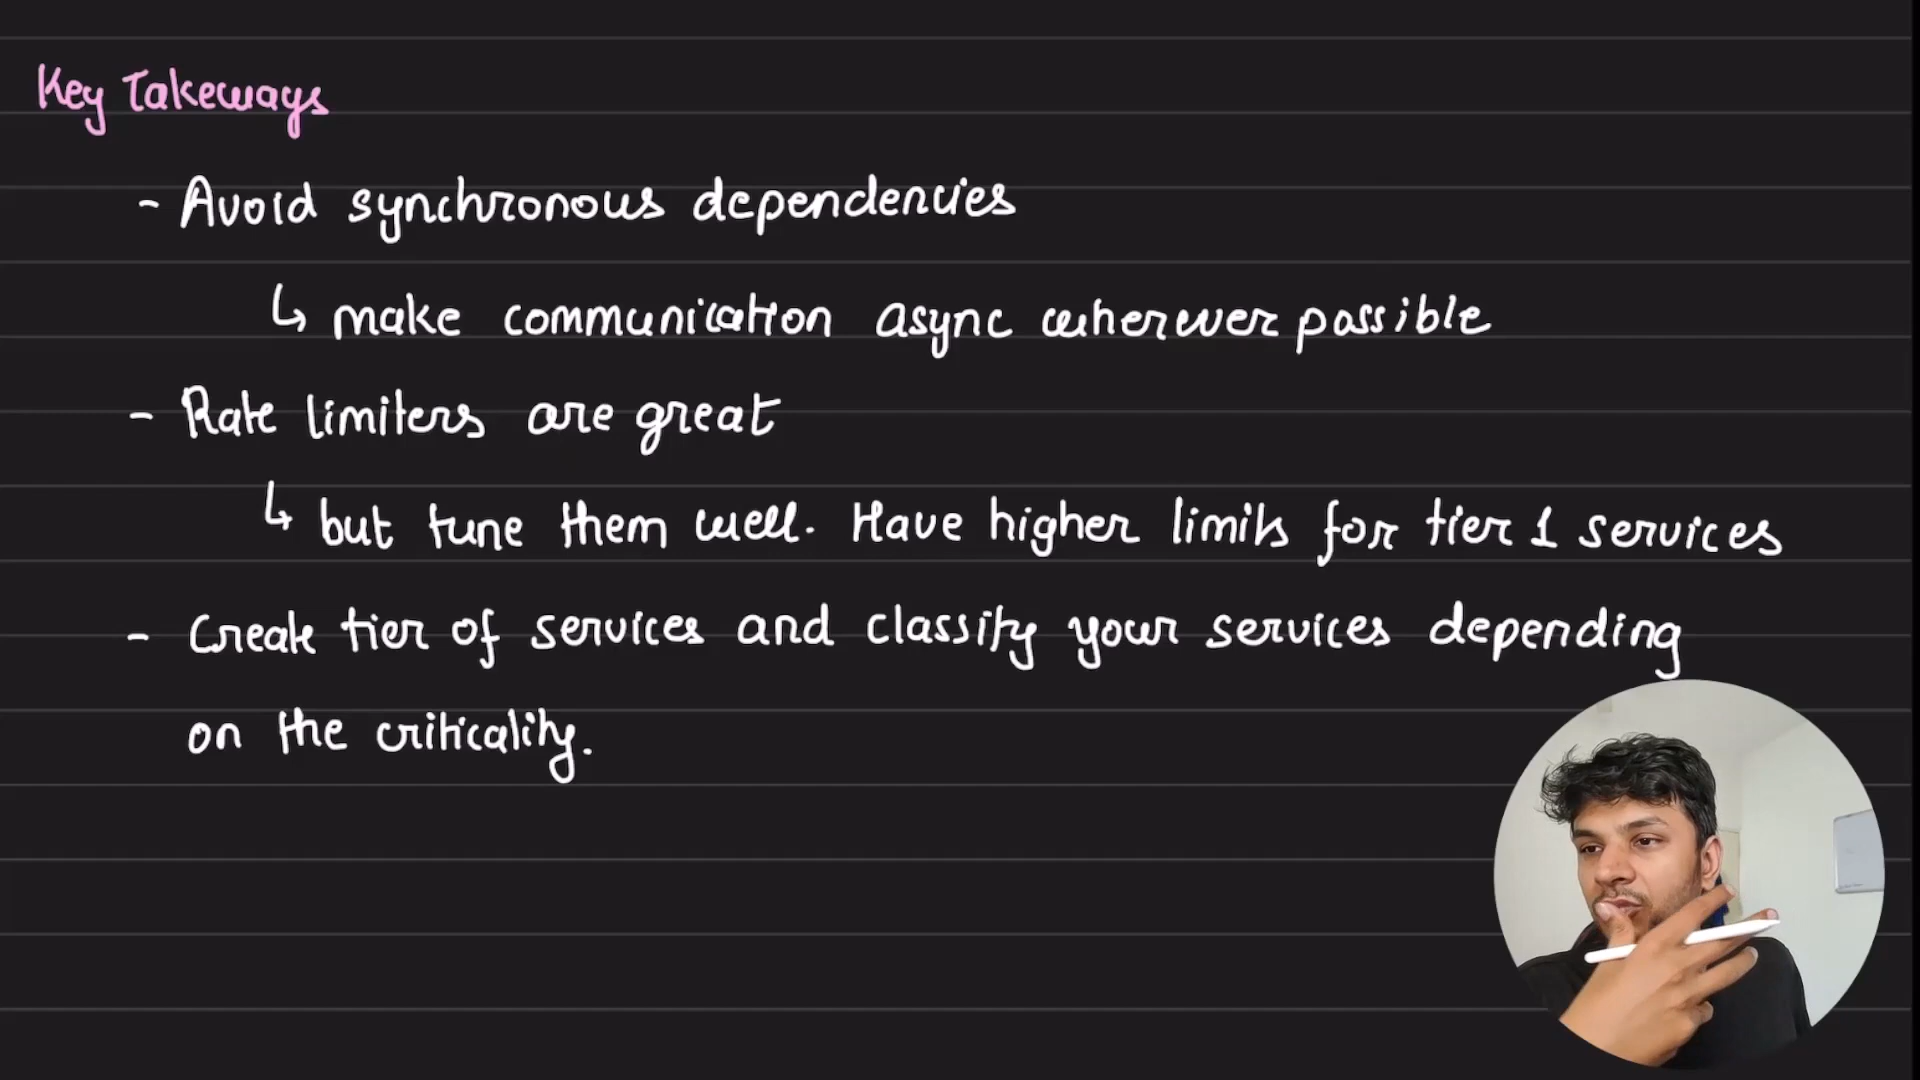 Key Takeways
- Avoid synchronous dependencies
↳ make communication async wherever possible
- Rate limiters are great
↳ but tune them well. Have higher limits for tier 1 services
- Create tier of services and classify your services depending
on the criticality.